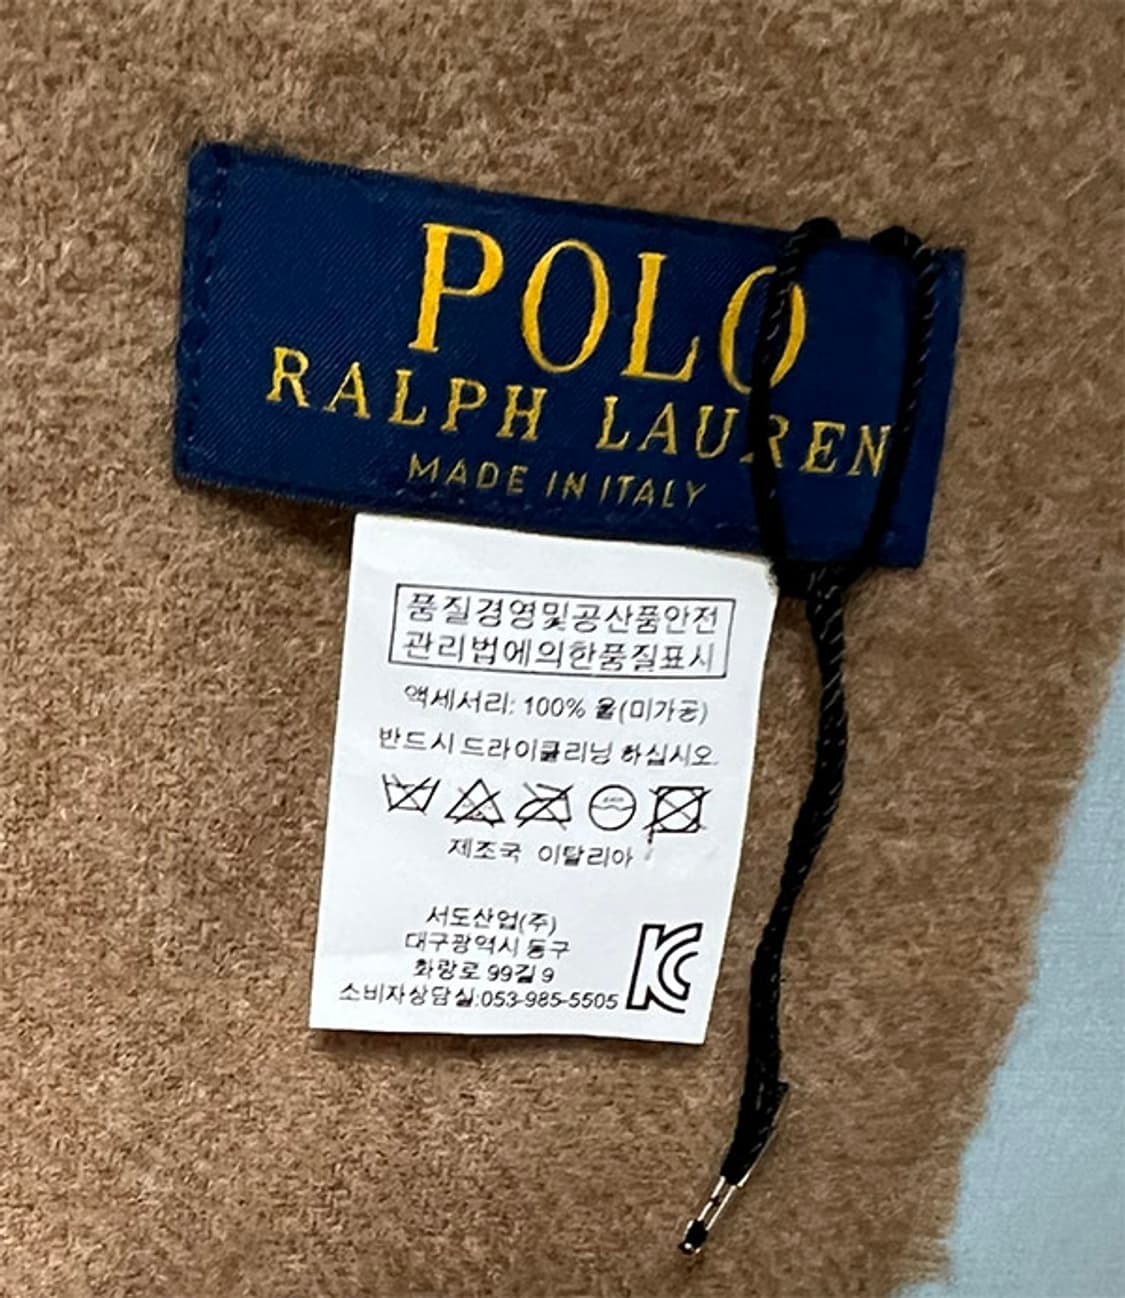 POLO
RALPH LAUREN
MADE IN ITALY
품질경영및공산품안전
관리법에의한품질표시
액세서리: 100% 울(미가공)
반드시 드라이클리닝 하십시오.
제조국 이탈리아
서도산업(주)
대구광역시 동구
화랑로 99길 9
소비자상담실:053-985-5505
KC